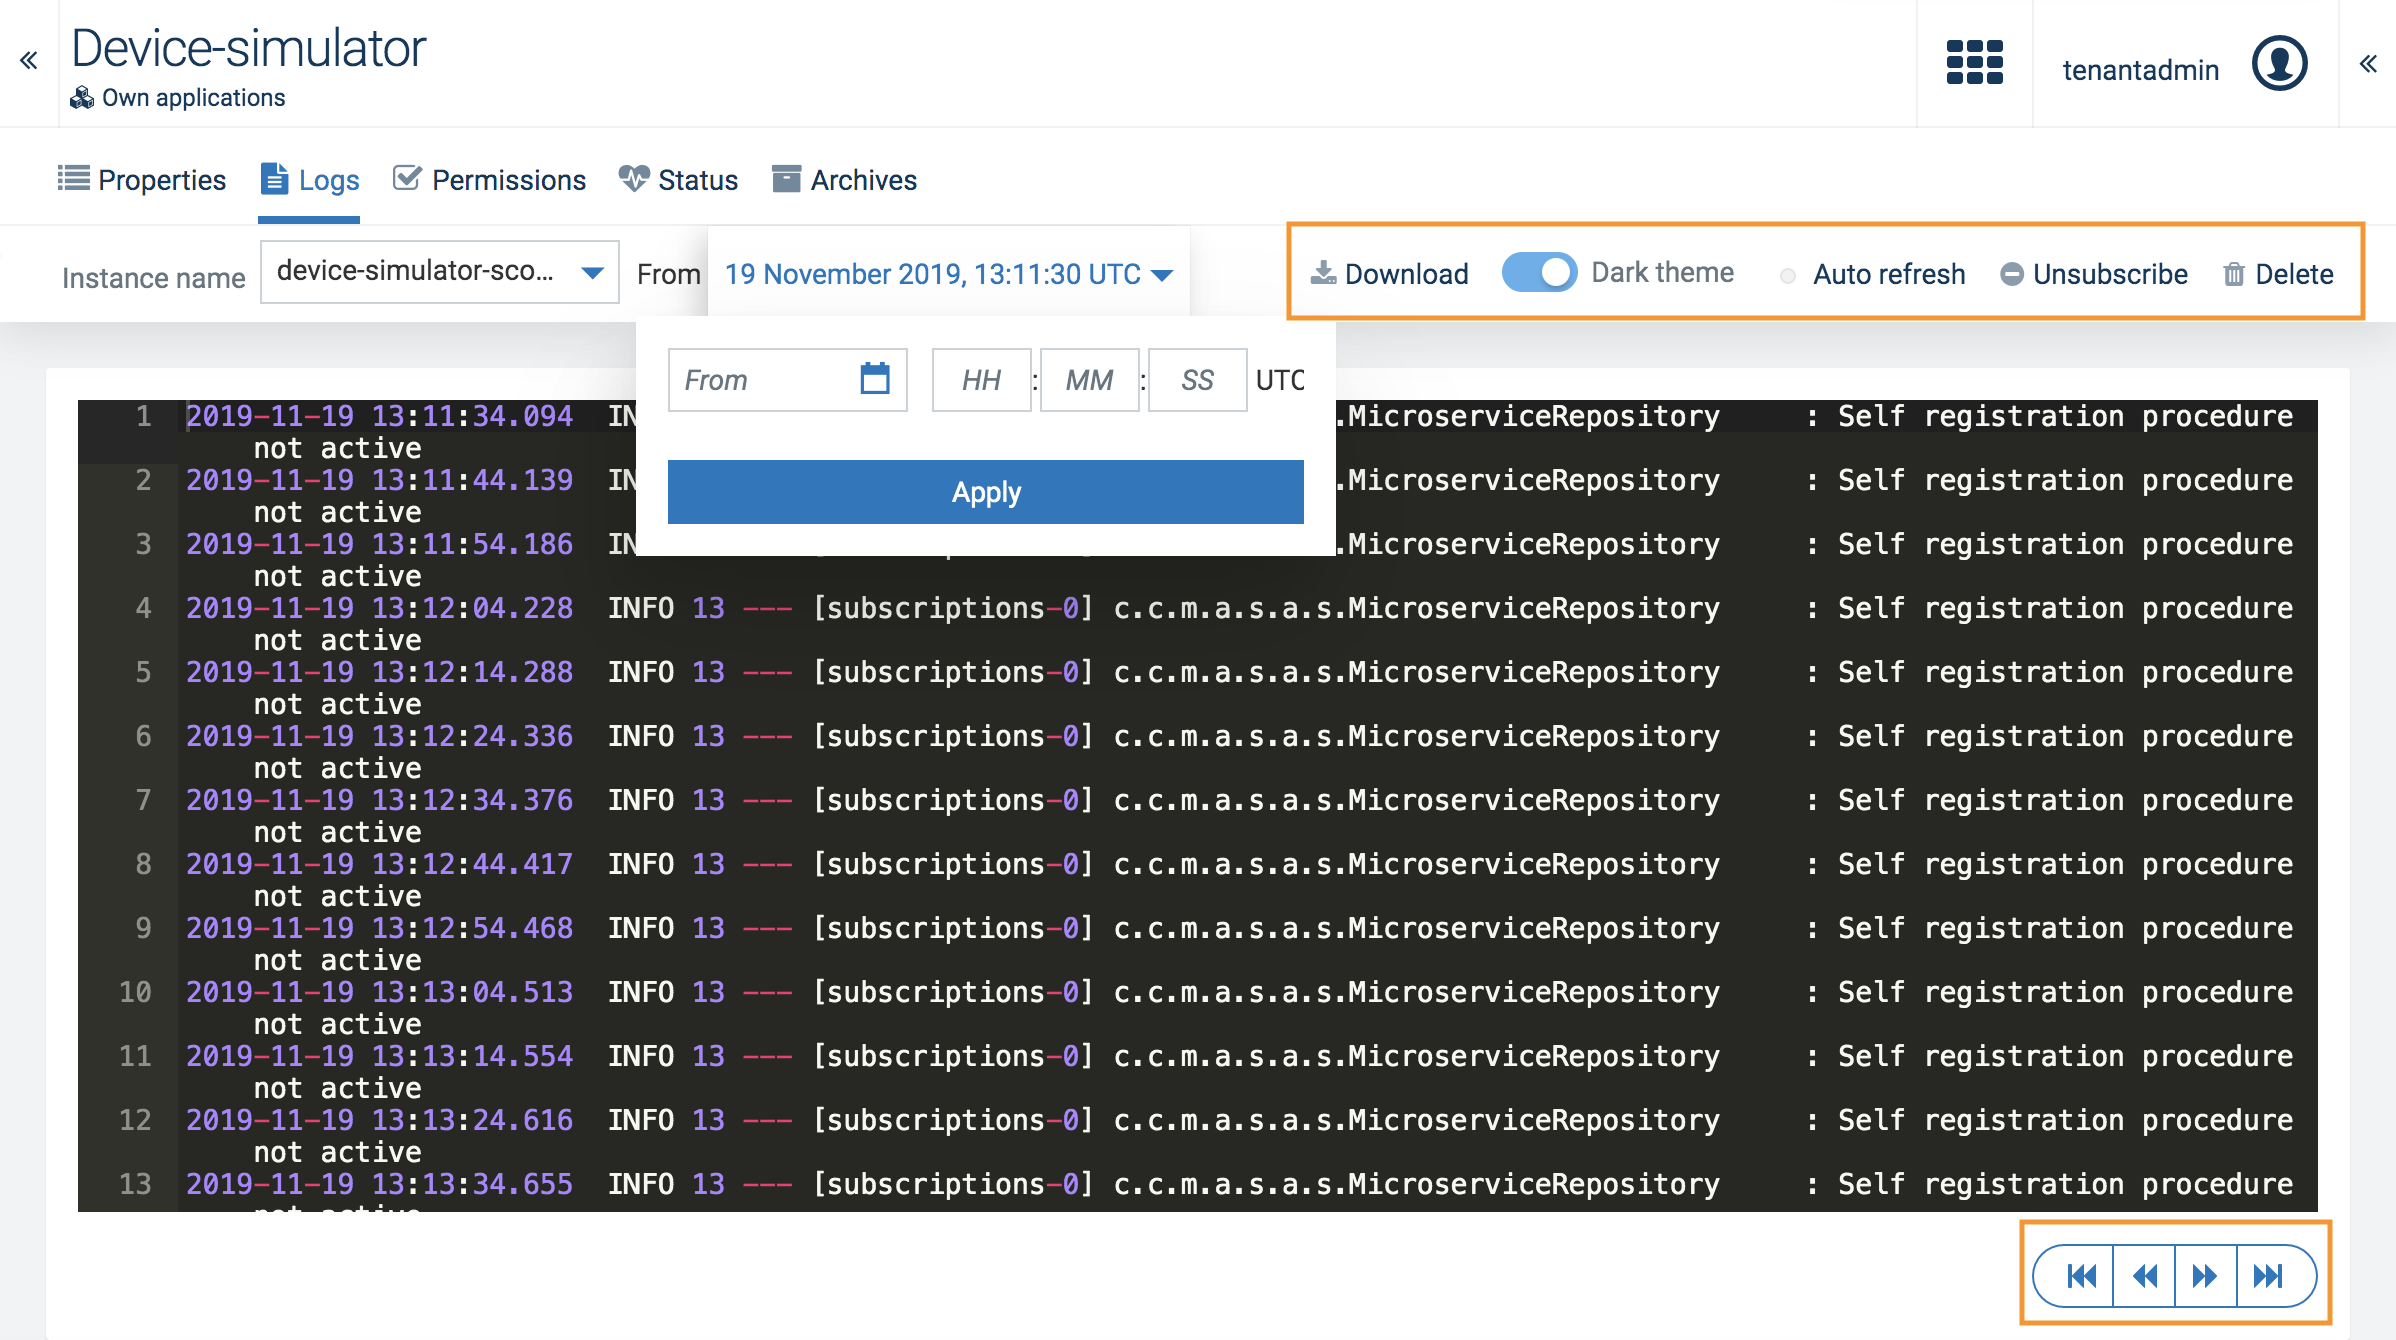 Device-simulator
Own applications
tenantadmin
Properties Logs Permissions Status Archives
Instance name device-simulator-sco... From 19 November 2019, 13:11:30 UTC Download Dark theme Auto refresh Unsubscribe Delete
From HH : MM : SS UTC
Apply
1 2019-11-19 13:11:34.094 .MicroserviceRepository : Self registration procedure
not active
2 2019-11-19 13:11:44.139 .MicroserviceRepository : Self registration procedure
not active
3 2019-11-19 13:11:54.186 .MicroserviceRepository : Self registration procedure
not active
4 2019-11-19 13:12:04.228 INFO 13 --- [subscriptions-0] c.c.m.a.s.a.s.MicroserviceRepository : Self registration procedure
not active
5 2019-11-19 13:12:14.288 INFO 13 --- [subscriptions-0] c.c.m.a.s.a.s.MicroserviceRepository : Self registration procedure
not active
6 2019-11-19 13:12:24.336 INFO 13 --- [subscriptions-0] c.c.m.a.s.a.s.MicroserviceRepository : Self registration procedure
not active
7 2019-11-19 13:12:34.376 INFO 13 --- [subscriptions-0] c.c.m.a.s.a.s.MicroserviceRepository : Self registration procedure
not active
8 2019-11-19 13:12:44.417 INFO 13 --- [subscriptions-0] c.c.m.a.s.a.s.MicroserviceRepository : Self registration procedure
not active
9 2019-11-19 13:12:54.468 INFO 13 --- [subscriptions-0] c.c.m.a.s.a.s.MicroserviceRepository : Self registration procedure
not active
10 2019-11-19 13:13:04.513 INFO 13 --- [subscriptions-0] c.c.m.a.s.a.s.MicroserviceRepository : Self registration procedure
not active
11 2019-11-19 13:13:14.554 INFO 13 --- [subscriptions-0] c.c.m.a.s.a.s.MicroserviceRepository : Self registration procedure
not active
12 2019-11-19 13:13:24.616 INFO 13 --- [subscriptions-0] c.c.m.a.s.a.s.MicroserviceRepository : Self registration procedure
not active
13 2019-11-19 13:13:34.655 INFO 13 --- [subscriptions-0] c.c.m.a.s.a.s.MicroserviceRepository : Self registration procedure